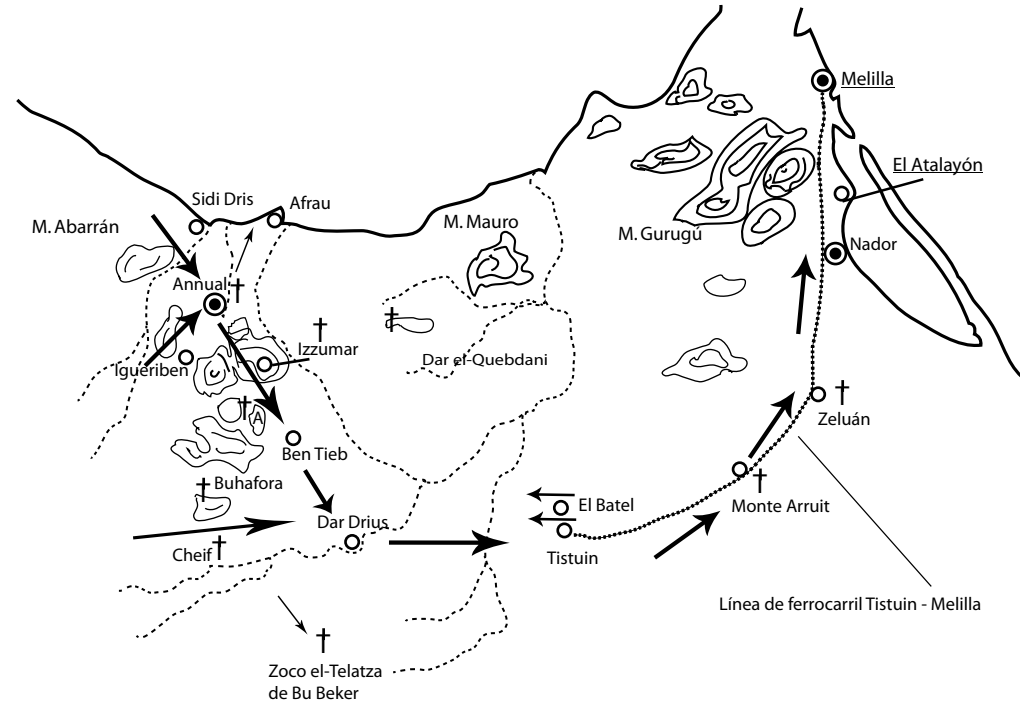 Melilla
El Atalayón
Sidi Dris
Afrau
M. Abarrán
M. Mauro
M. Gurugú
Nador
Annual
Izzumar
Igueriben
Dar el-Quebdani
A
Zeluán
Ben Tieb
Buhafora
Monte Arruit
El Batel
Dar Drius
Cheif
Tistuin
Línea de ferrocarril Tistuin - Melilla
Zoco el-Telatza
de Bu Beker